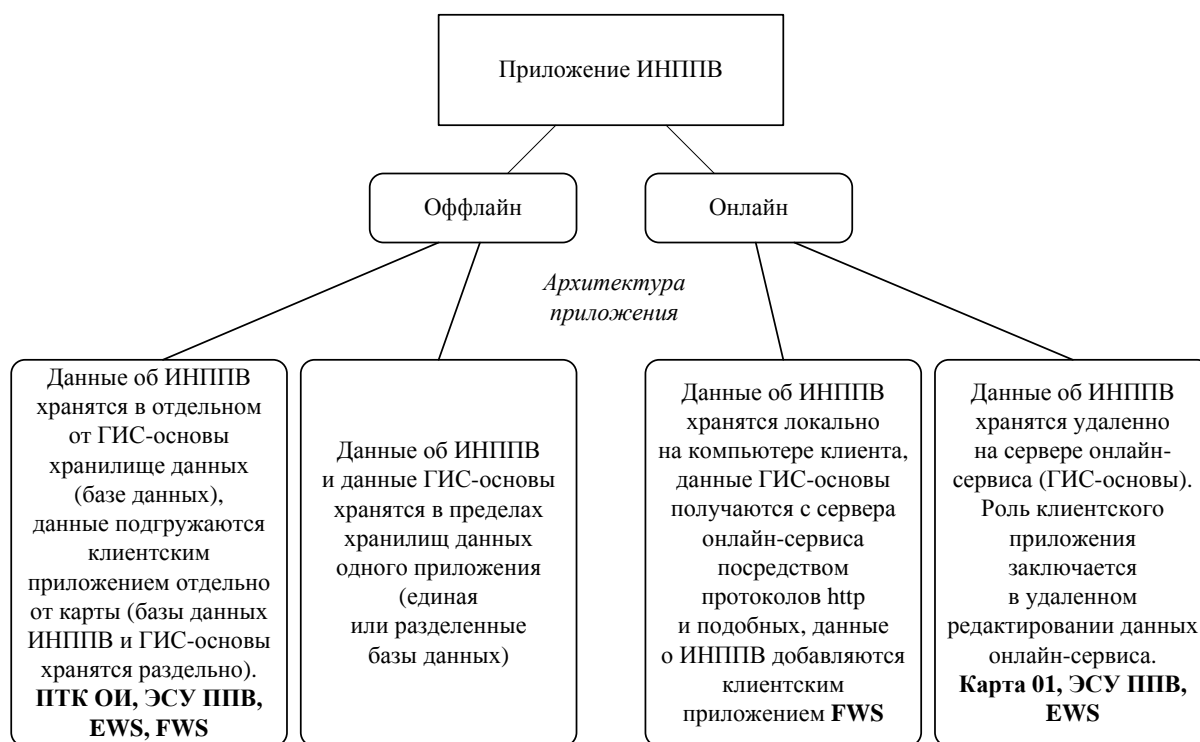 Приложение ИНППВ
Оффлайн
Онлайн
Архитектура
приложения
Данные об ИНППВ
хранятся в отдельном
от ГИС-основы
хранилище данных
(базе данных),
данные подгружаются
клиентским
приложением отдельно
от карты (базы данных
ИНППВ и ГИС-основы
хранятся раздельно).
ПТК ОИ, ЭСУ ППВ,
EWS, FWS
Данные об ИНППВ
и данные ГИС-основы
хранятся в пределах
хранилищ данных
одного приложения
(единая
или разделенные
базы данных)
Данные об ИНППВ
хранятся локально
на компьютере клиента,
данные ГИС-основы
получаются с сервера
онлайн-сервиса
посредством
протоколов http
и подобных, данные
о ИНППВ добавляются
клиентским
приложением FWS
Данные об ИНППВ
хранятся удаленно
на сервере онлайн-
сервиса (ГИС-основы).
Роль клиентского
приложения
заключается
в удаленном
редактировании данных
онлайн-сервиса.
Карта 01, ЭСУ ППВ,
EWS